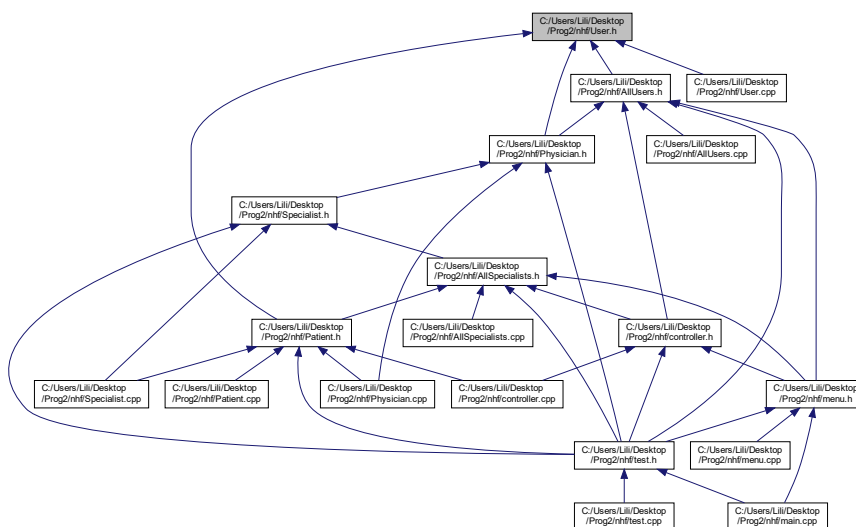 C:/Users/Lili/Desktop
/Prog2/nhf/User.h
C:/Users/Lili/Desktop
/Prog2/nhf/AllUsers.h
C:/Users/Lili/Desktop
/Prog2/nhf/User.cpp
C:/Users/Lili/Desktop
/Prog2/nhf/Physician.h
C:/Users/Lili/Desktop
/Prog2/nhf/AllUsers.cpp
C:/Users/Lili/Desktop
/Prog2/nhf/Specialist.h
C:/Users/Lili/Desktop
/Prog2/nhf/AllSpecialists.h
C:/Users/Lili/Desktop
/Prog2/nhf/Patient.h
C:/Users/Lili/Desktop
/Prog2/nhf/AllSpecialists.cpp
C:/Users/Lili/Desktop
/Prog2/nhf/controller.h
C:/Users/Lili/Desktop
/Prog2/nhf/Specialist.cpp
C:/Users/Lili/Desktop
/Prog2/nhf/Patient.cpp
C:/Users/Lili/Desktop
/Prog2/nhf/Physician.cpp
C:/Users/Lili/Desktop
/Prog2/nhf/controller.cpp
C:/Users/Lili/Desktop
/Prog2/nhf/menu.h
C:/Users/Lili/Desktop
/Prog2/nhf/test.h
C:/Users/Lili/Desktop
/Prog2/nhf/menu.cpp
C:/Users/Lili/Desktop
/Prog2/nhf/test.cpp
C:/Users/Lili/Desktop
/Prog2/nhf/main.cpp